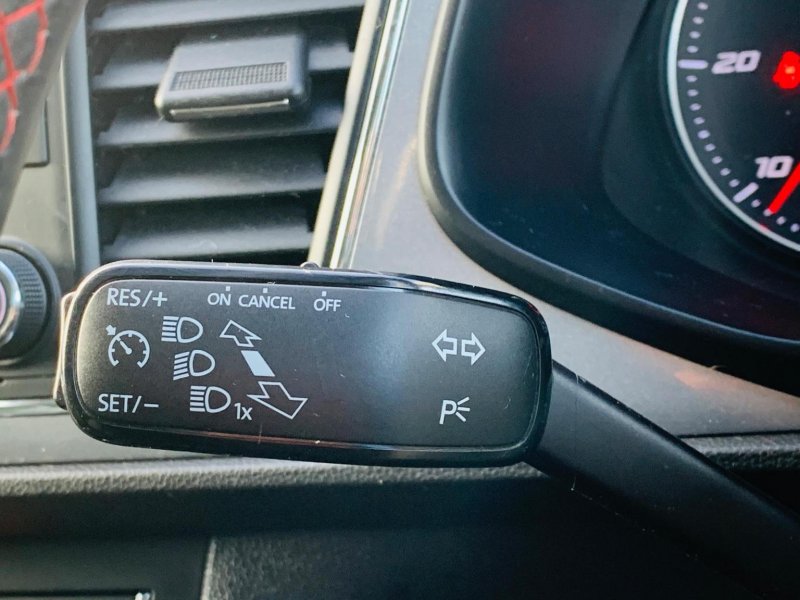 20
10
RES/+ ON CANCEL OFF
1x
SET/-
P